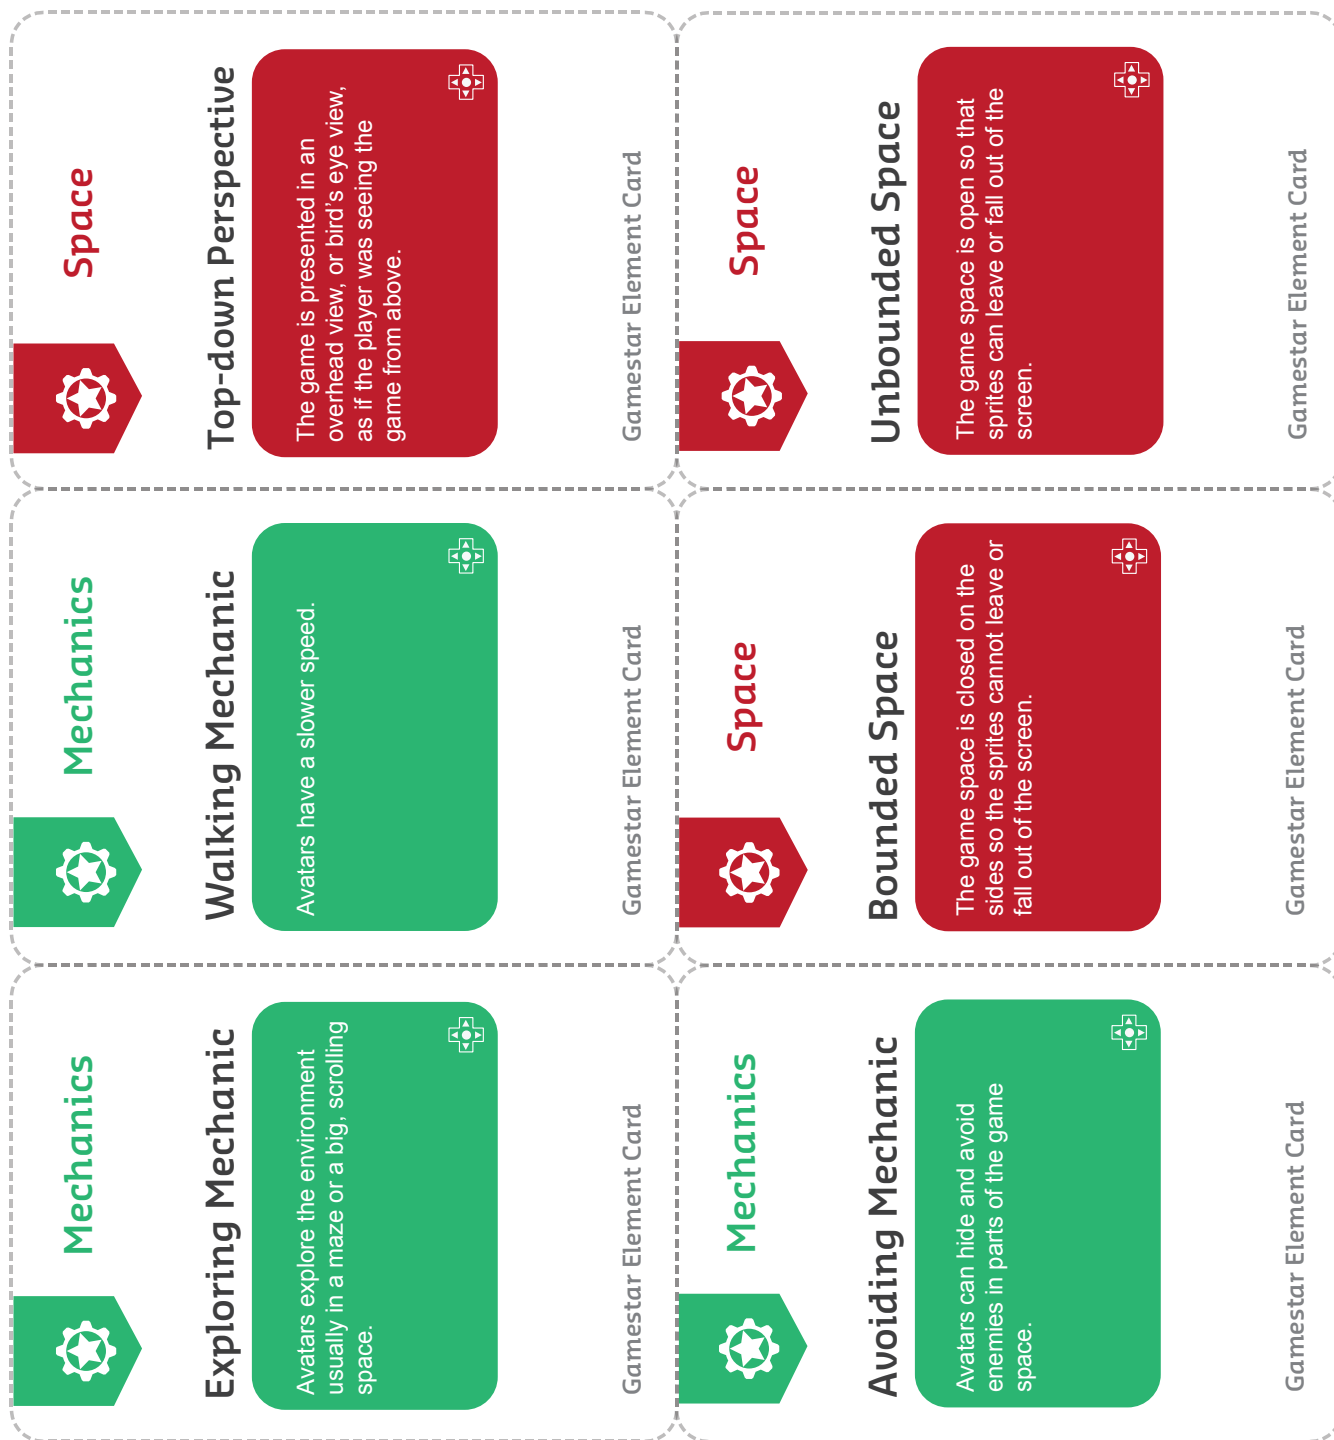 Mechanics
Exploring Mechanic
Avatars explore the environment
usually in a maze or a big, scrolling
space.
Gamestar Element Card
Mechanics
Walking Mechanic
Avatars have a slower speed.
Gamestar Element Card
Space
Top-down Perspective
The game is presented in an
overhead view, or bird's eye view,
as if the player was seeing the
game from above.
Gamestar Element Card
Mechanics
Avoiding Mechanic
Avatars can hide and avoid
enemies in parts of the game
space.
Gamestar Element Card
Space
Bounded Space
The game space is closed on the
sides so the sprites cannot leave or
fall out of the screen.
Gamestar Element Card
Space
Unbounded Space
The game space is open so that
sprites can leave or fall out of the
screen.
Gamestar Element Card